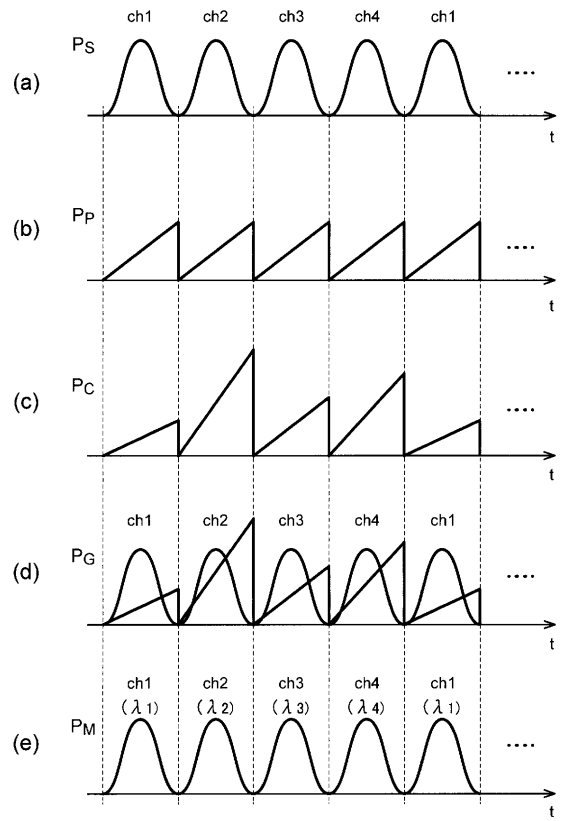 ch1 ch2 ch3 ch4 ch1
(a) PS ····
t
(b) PP ····
t
(c) PC ····
t
ch1 ch2 ch3 ch4 ch1
(d) PG ····
t
ch1 ch2 ch3 ch4 ch1
(λ1) (λ2) (λ3) (λ4) (λ1)
(e) PM ····
t